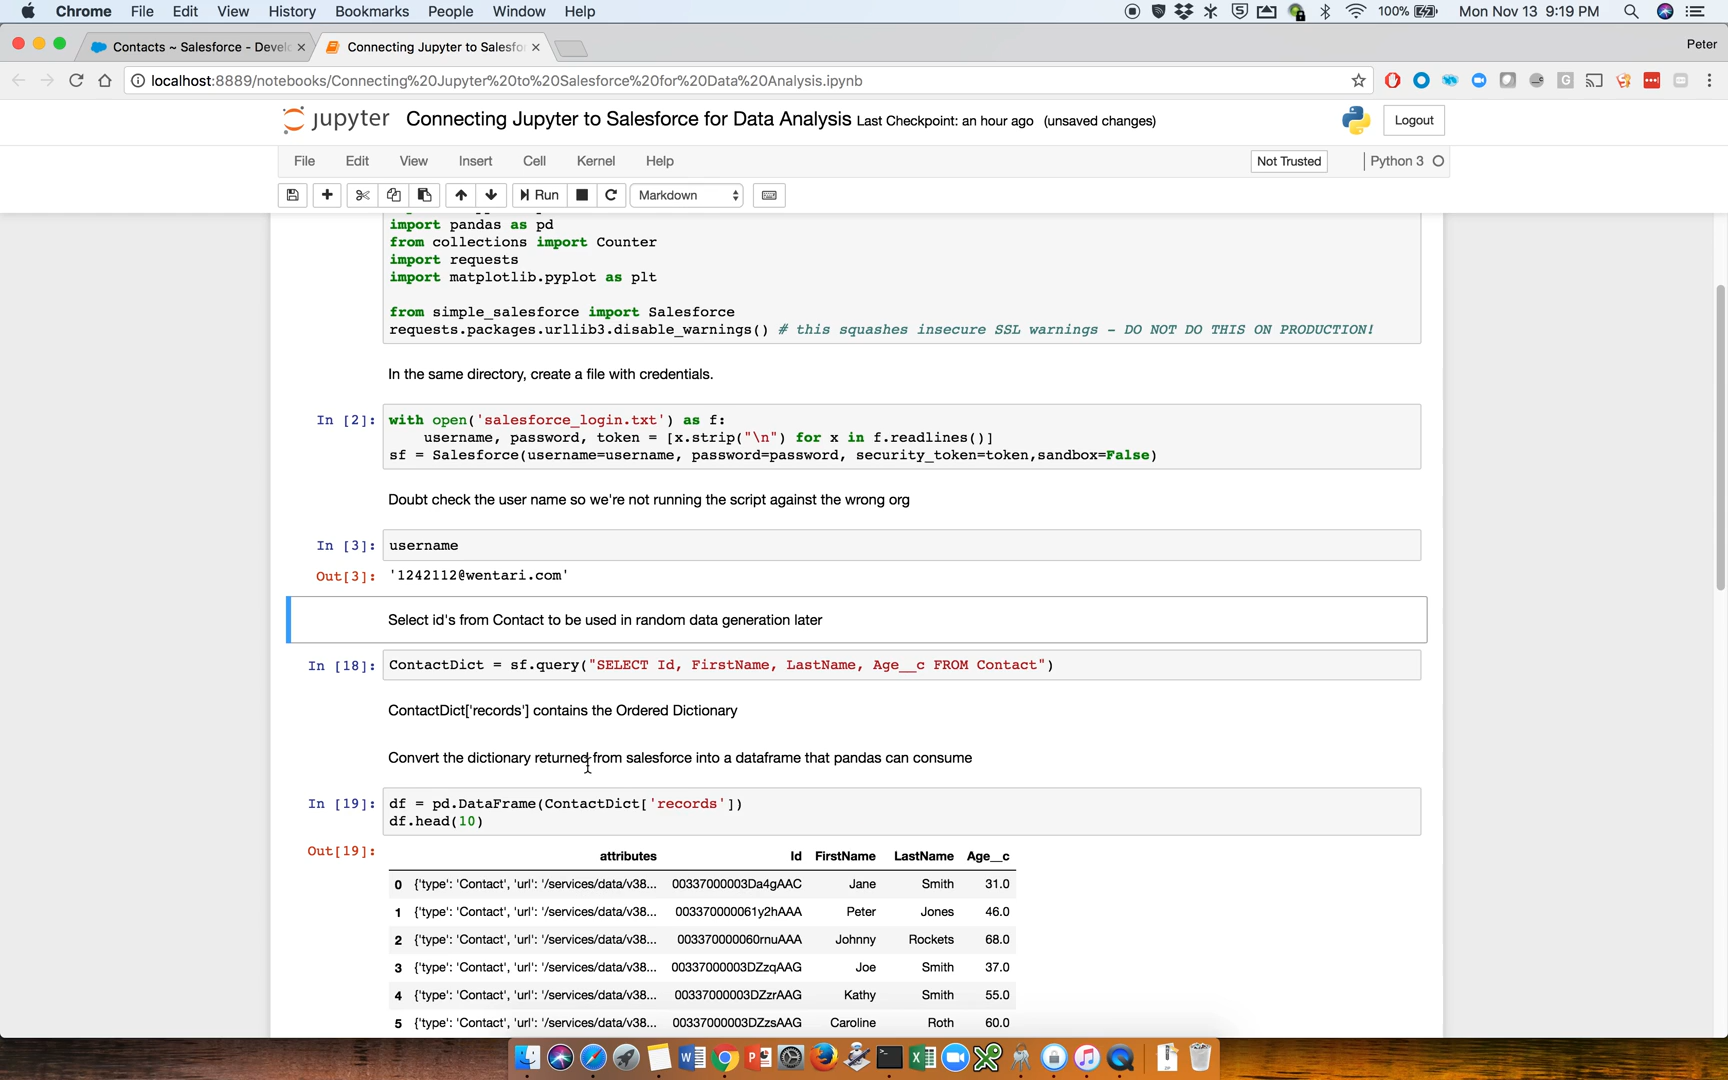 Chrome File Edit View History Bookmarks People Window Help 100% Mon Nov 13 9:19 PM
Contacts ~ Salesforce - Devel Connecting Jupyter to Salesfo Peter
localhost:8889/notebooks/Connecting%20Jupyter%20to%20Salesforce%20for%20Data%20Analysis.ipynb
jupyter Connecting Jupyter to Salesforce for Data Analysis Last Checkpoint: an hour ago (unsaved changes) Logout
File Edit View Insert Cell Kernel Help Not Trusted Python 3
Run Markdown
import pandas as pd
from collections import Counter
import requests
import matplotlib.pyplot as plt
from simple_salesforce import Salesforce
requests.packages.urllib3.disable_warnings() # this squashes insecure SSL warnings - DO NOT DO THIS ON PRODUCTION!
In the same directory, create a file with credentials.
In [2]: with open('salesforce_login.txt') as f:
username, password, token = [x.strip("\n") for x in f.readlines()]
sf = Salesforce(username=username, password=password, security_token=token,sandbox=False)
Doubt check the user name so we're not running the script against the wrong org
In [3]: username
Out[3]: '1242112@wentari.com'
Select id's from Contact to be used in random data generation later
In [18]: ContactDict = sf.query("SELECT Id, FirstName, LastName, Age__c FROM Contact")
ContactDict['records'] contains the Ordered Dictionary
Convert the dictionary returned from salesforce into a dataframe that pandas can consume
In [19]: df = pd.DataFrame(ContactDict['records'])
df.head(10)
Out[19]:
attributes Id FirstName LastName Age__c
0 {'type': 'Contact', 'url': '/services/data/v38... 00337000003Da4gAAC Jane Smith 31.0
1 {'type': 'Contact', 'url': '/services/data/v38... 003370000061y2hAAA Peter Jones 46.0
2 {'type': 'Contact', 'url': '/services/data/v38... 003370000060rnuAAA Johnny Rockets 68.0
3 {'type': 'Contact', 'url': '/services/data/v38... 00337000003DZzqAAG Joe Smith 37.0
4 {'type': 'Contact', 'url': '/services/data/v38... 00337000003DZzrAAG Kathy Smith 55.0
5 {'type': 'Contact', 'url': '/services/data/v38... 00337000003DZzsAAG Caroline Roth 60.0